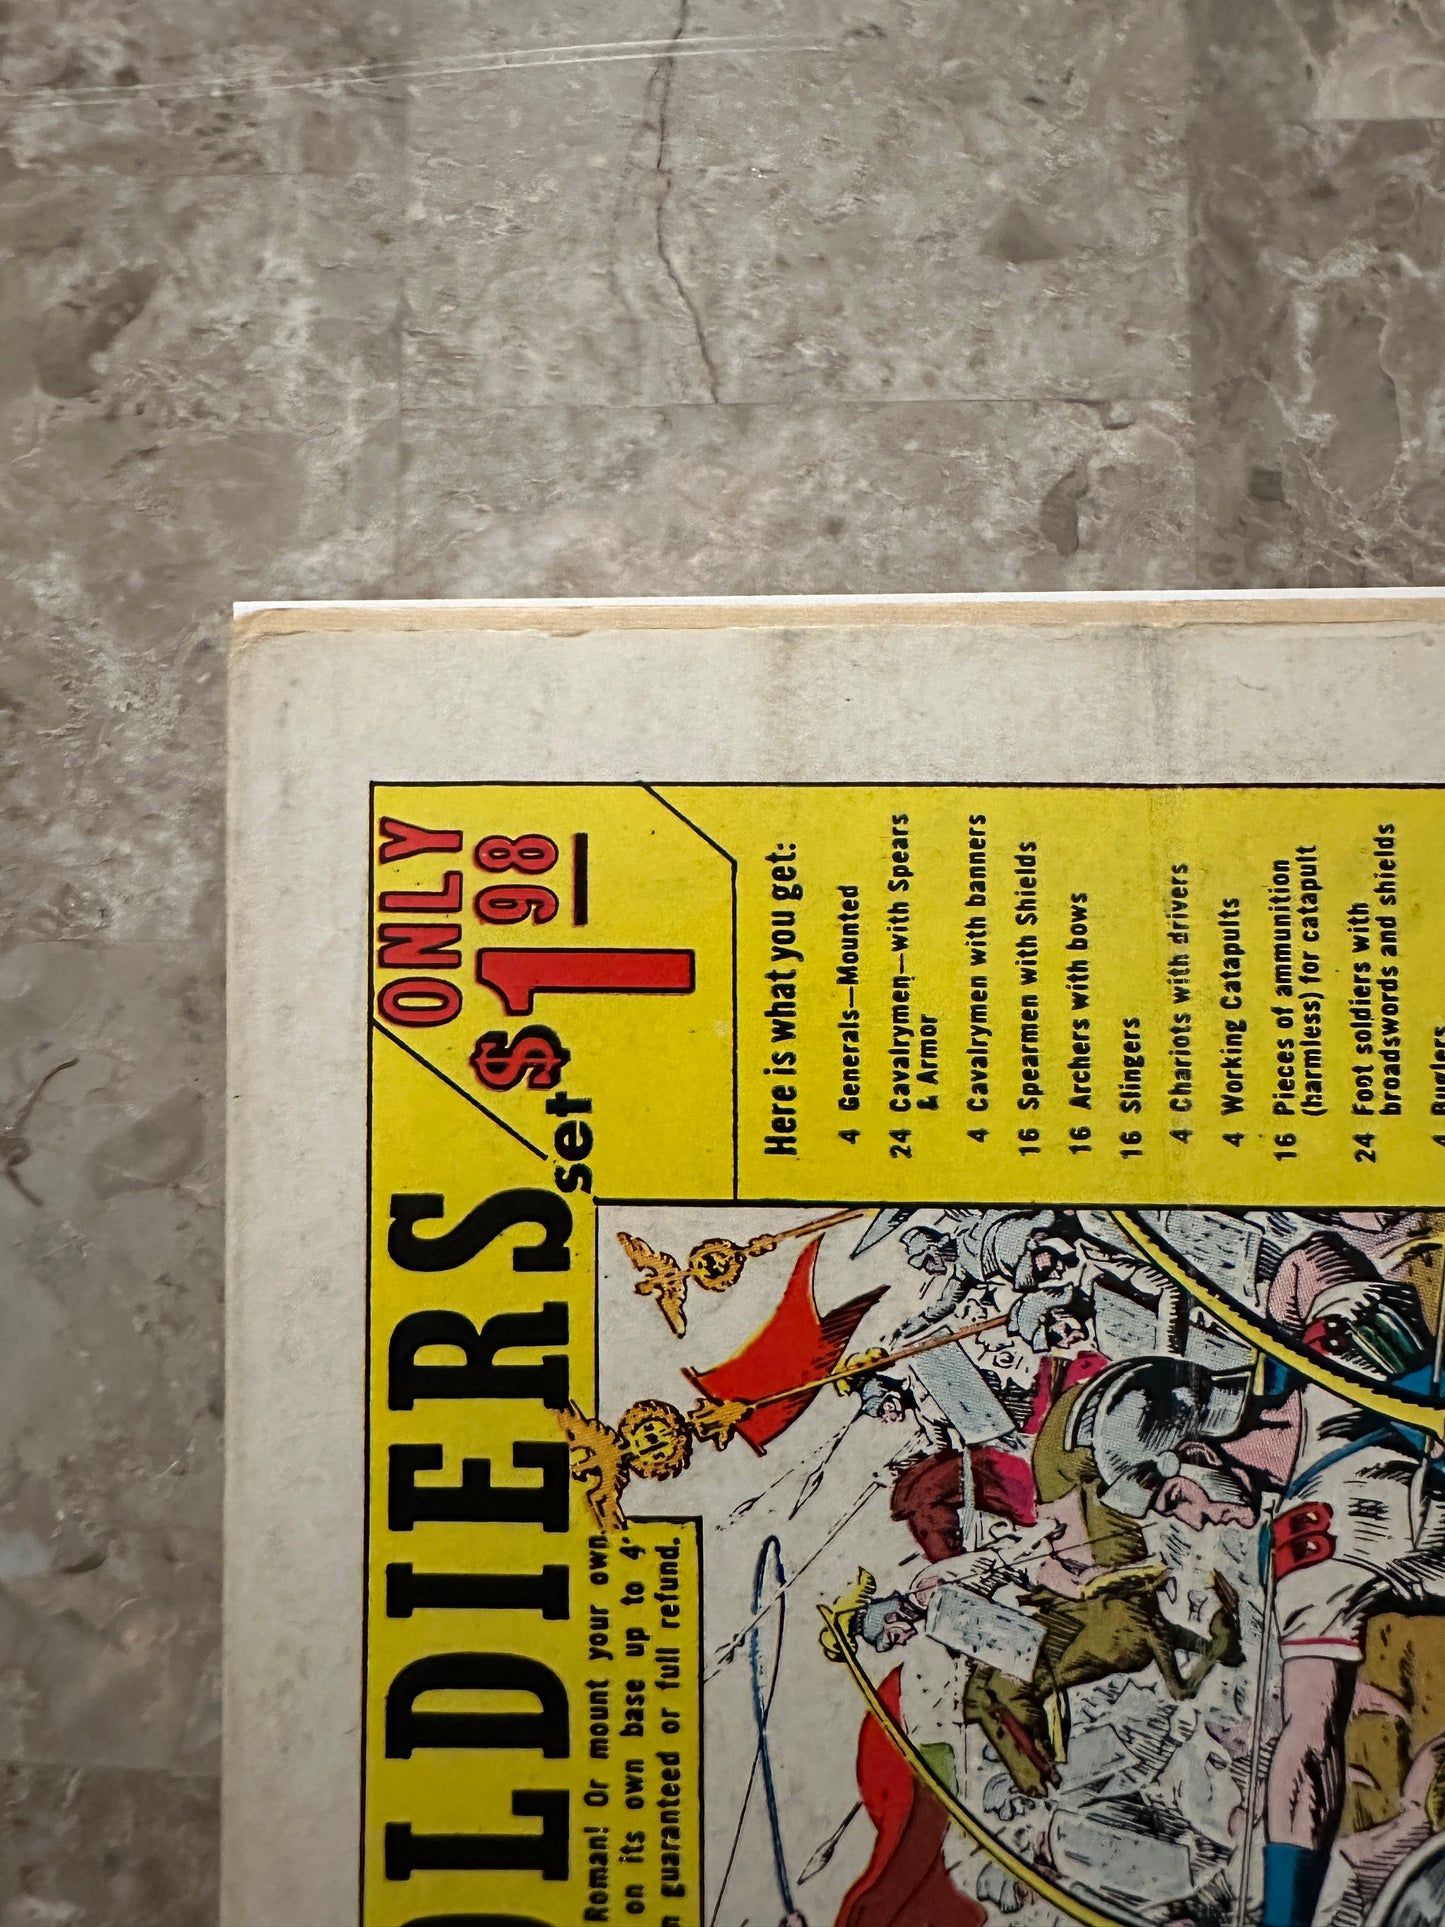 OLDIERS
set
ONLY
$1 98
Roman! Or mount your own
on its own base up to 4'
guaranteed or full refund.
Here is what you get:
4 Generals—Mounted
24 Cavalrymen—with Spears
& Armor
4 Cavalrymen with banners
16 Spearmen with Shields
16 Archers with bows
16 Slingers
4 Chariots with drivers
4 Working Catapults
16 Pieces of ammunition
(harmless) for catapult
24 Foot soldiers with
broadswords and shields
4 Buglers